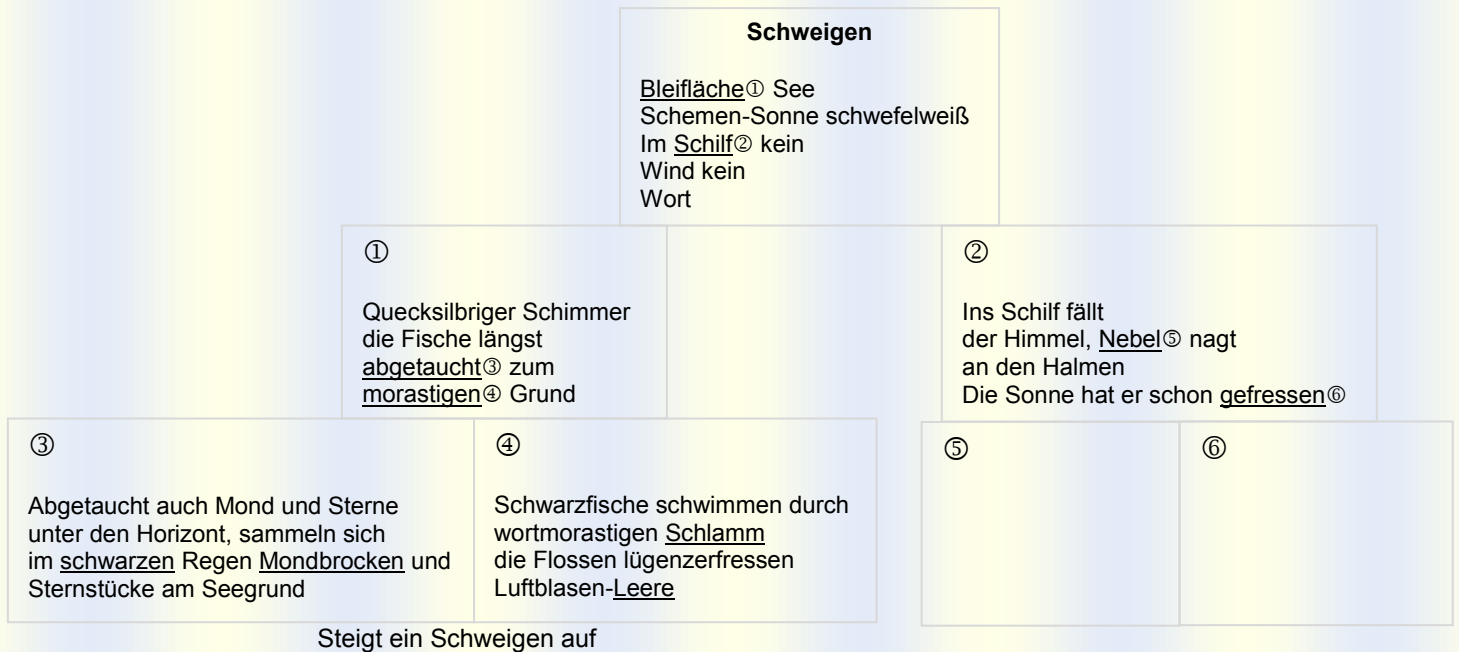 Schweigen
Bleifläche① See
Schemen-Sonne schwefelweiß
Im Schilf② kein
Wind kein
Wort
①
Quecksilbriger Schimmer
die Fische längst
abgetaucht③ zum
morastigen④ Grund
②
Ins Schilf fällt
der Himmel, Nebel⑤ nagt
an den Halmen
Die Sonne hat er schon gefressen⑥
③
Abgetaucht auch Mond und Sterne
unter den Horizont, sammeln sich
im schwarzen Regen Mondbrocken und
Sternstücke am Seegrund
④
Schwarzfische schwimmen durch
wortmorastigen Schlamm
die Flossen lügenzerfressen
Luftblasen-Leere
⑤
⑥
Steigt ein Schweigen auf